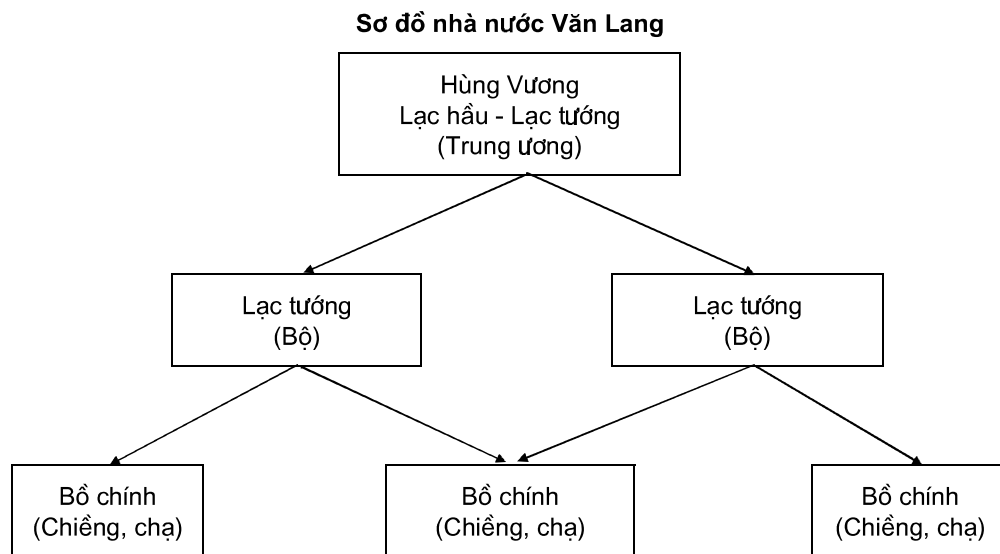 Sơ đồ nhà nước Văn Lang
Hùng Vương
Lạc hầu - Lạc tướng
(Trung ương)
Lạc tướng
(Bộ)
Lạc tướng
(Bộ)
Bồ chính
(Chiềng, chạ)
Bồ chính
(Chiềng, chạ)
Bồ chính
(Chiềng, chạ)